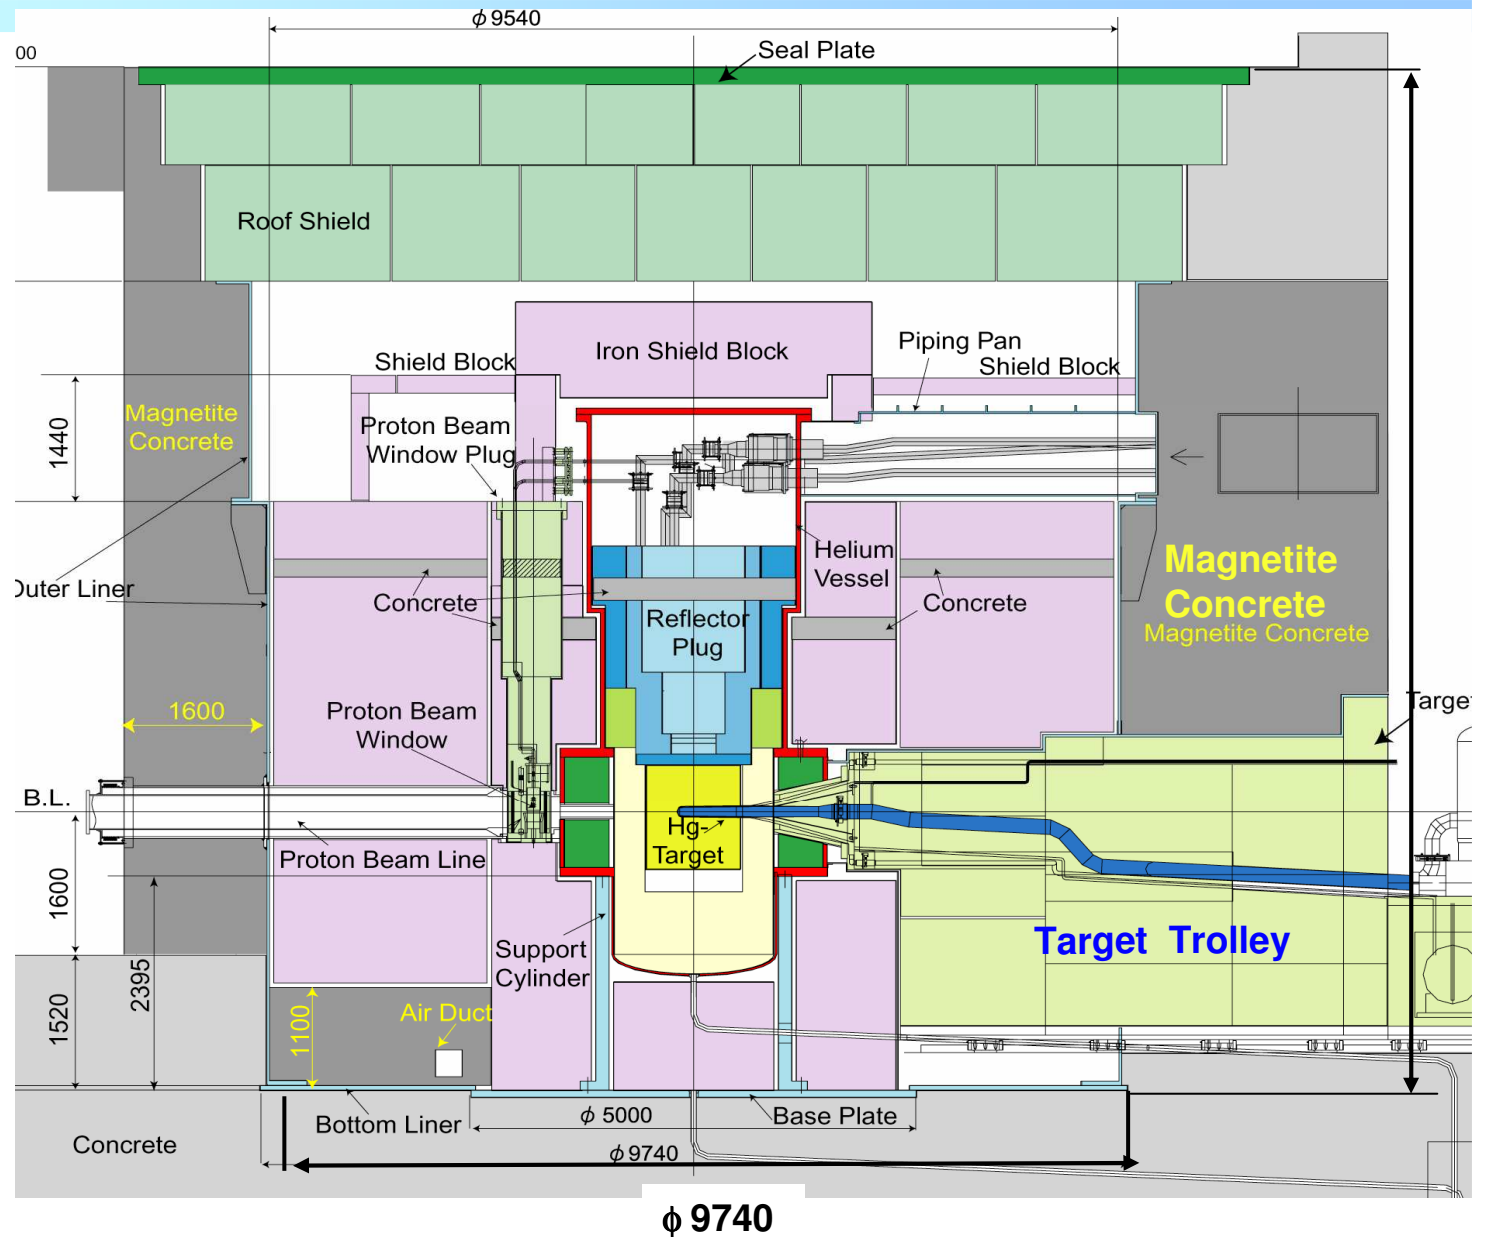 ϕ 9540
00
Seal Plate
Roof Shield
Iron Shield Block
Piping Pan
Shield Block
Shield Block
Magnetite
Concrete
1440
Proton Beam
Window Plug
Helium
Vessel
Magnetite
Concrete
Magnetite Concrete
Outer Liner
Concrete
Concrete
Reflector
Plug
1600
Proton Beam
Window
Target
B.L.
Hg-
Target
Proton Beam Line
1600
2395
Support
Cylinder
Target Trolley
1520
1100
Air Duct
Bottom Liner
ϕ 5000
Base Plate
Concrete
ϕ 9740
ϕ 9740